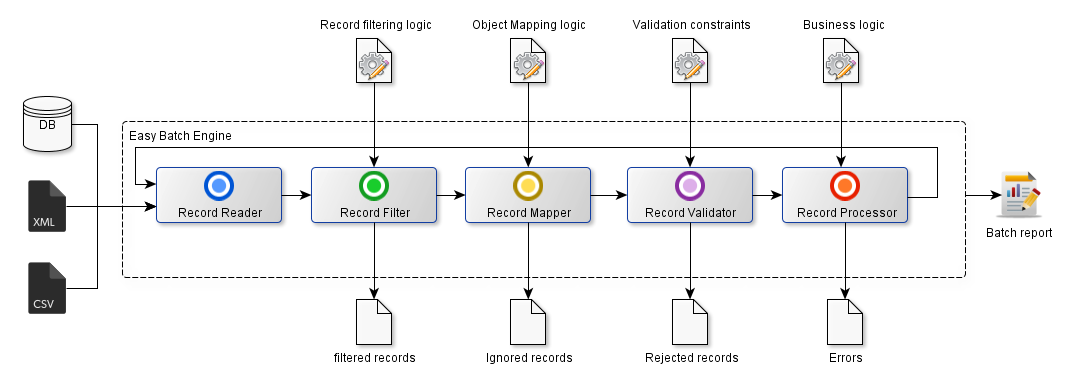 Record filtering logic
Object Mapping logic
Validation constraints
Business logic
DB
Easy Batch Engine
XML
CSV
Record Reader
Record Filter
Record Mapper
Record Validator
Record Processor
Batch report
filtered records
Ignored records
Rejected records
Errors